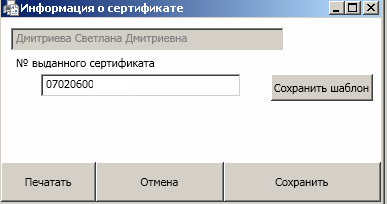 Информация о сертификате
Дмитриева Светлана Дмитриевна
№ выданного сертификата
07020600
Сохранить шаблон
Печатать
Отмена
Сохранить